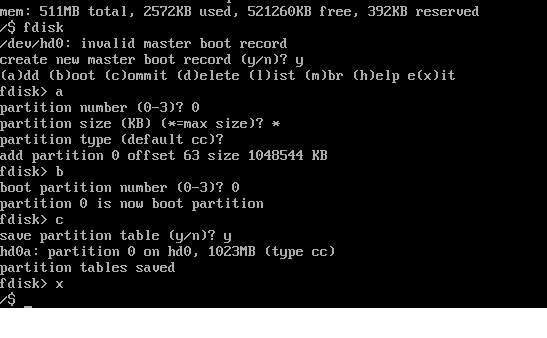 mem: 511MB total, 2572KB used, 521260KB free, 392KB reserved
/$ fdisk
/dev/hd0: invalid master boot record
create new master boot record (y/n)? y
(a)dd (b)oot (c)ommit (d)elete (l)ist (m)br (h)elp e(x)it
fdisk> a
partition number (0-3)? 0
partition size (KB) (*=max size)? *
partition type (default cc)?
add partition 0 offset 63 size 1048544 KB
fdisk> b
boot partition number (0-3)? 0
partition 0 is now boot partition
fdisk> c
save partition table (y/n)? y
hd0a: partition 0 on hd0, 1023MB (type cc)
partition tables saved
fdisk> x
/$ _